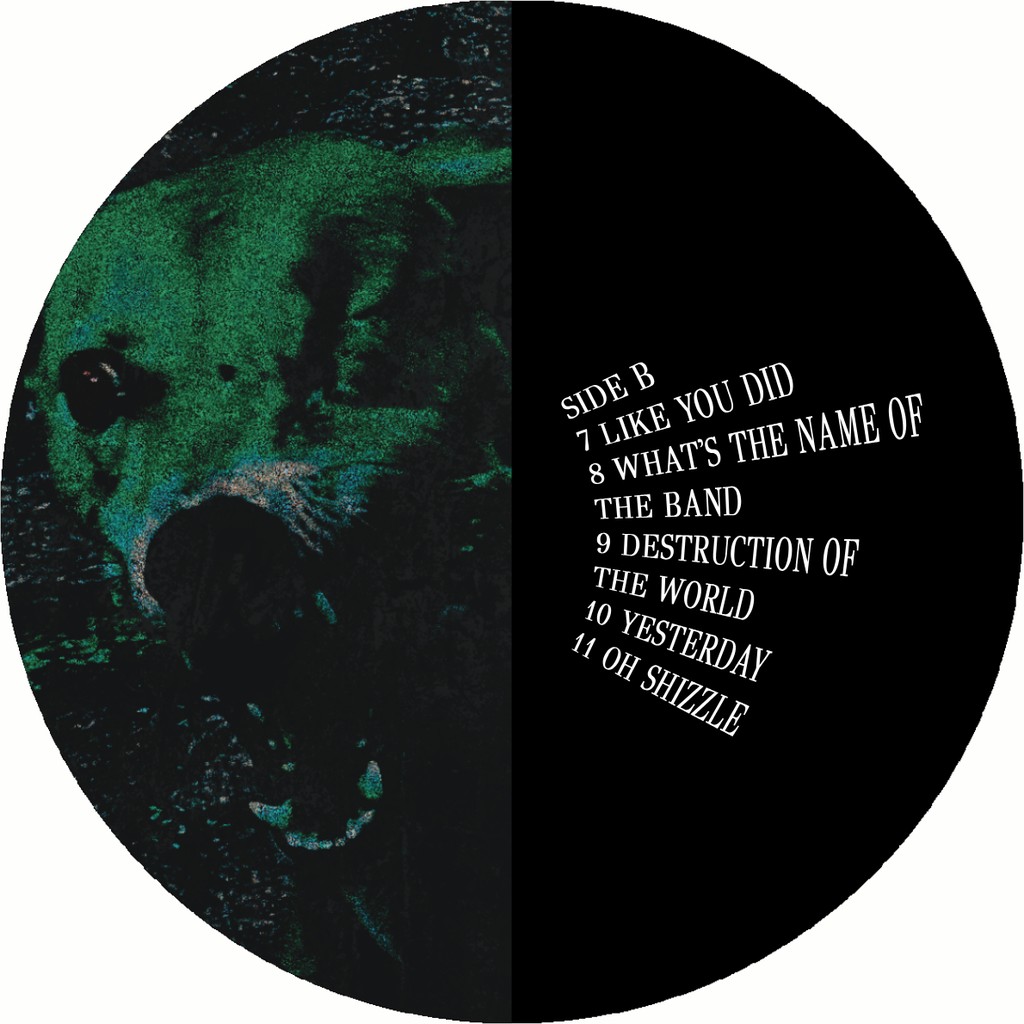 SIDE B
7 LIKE YOU DID
8 WHAT'S THE NAME OF
THE BAND
9 DESTRUCTION OF
THE WORLD
10 YESTERDAY
11 OH SHIZZLE